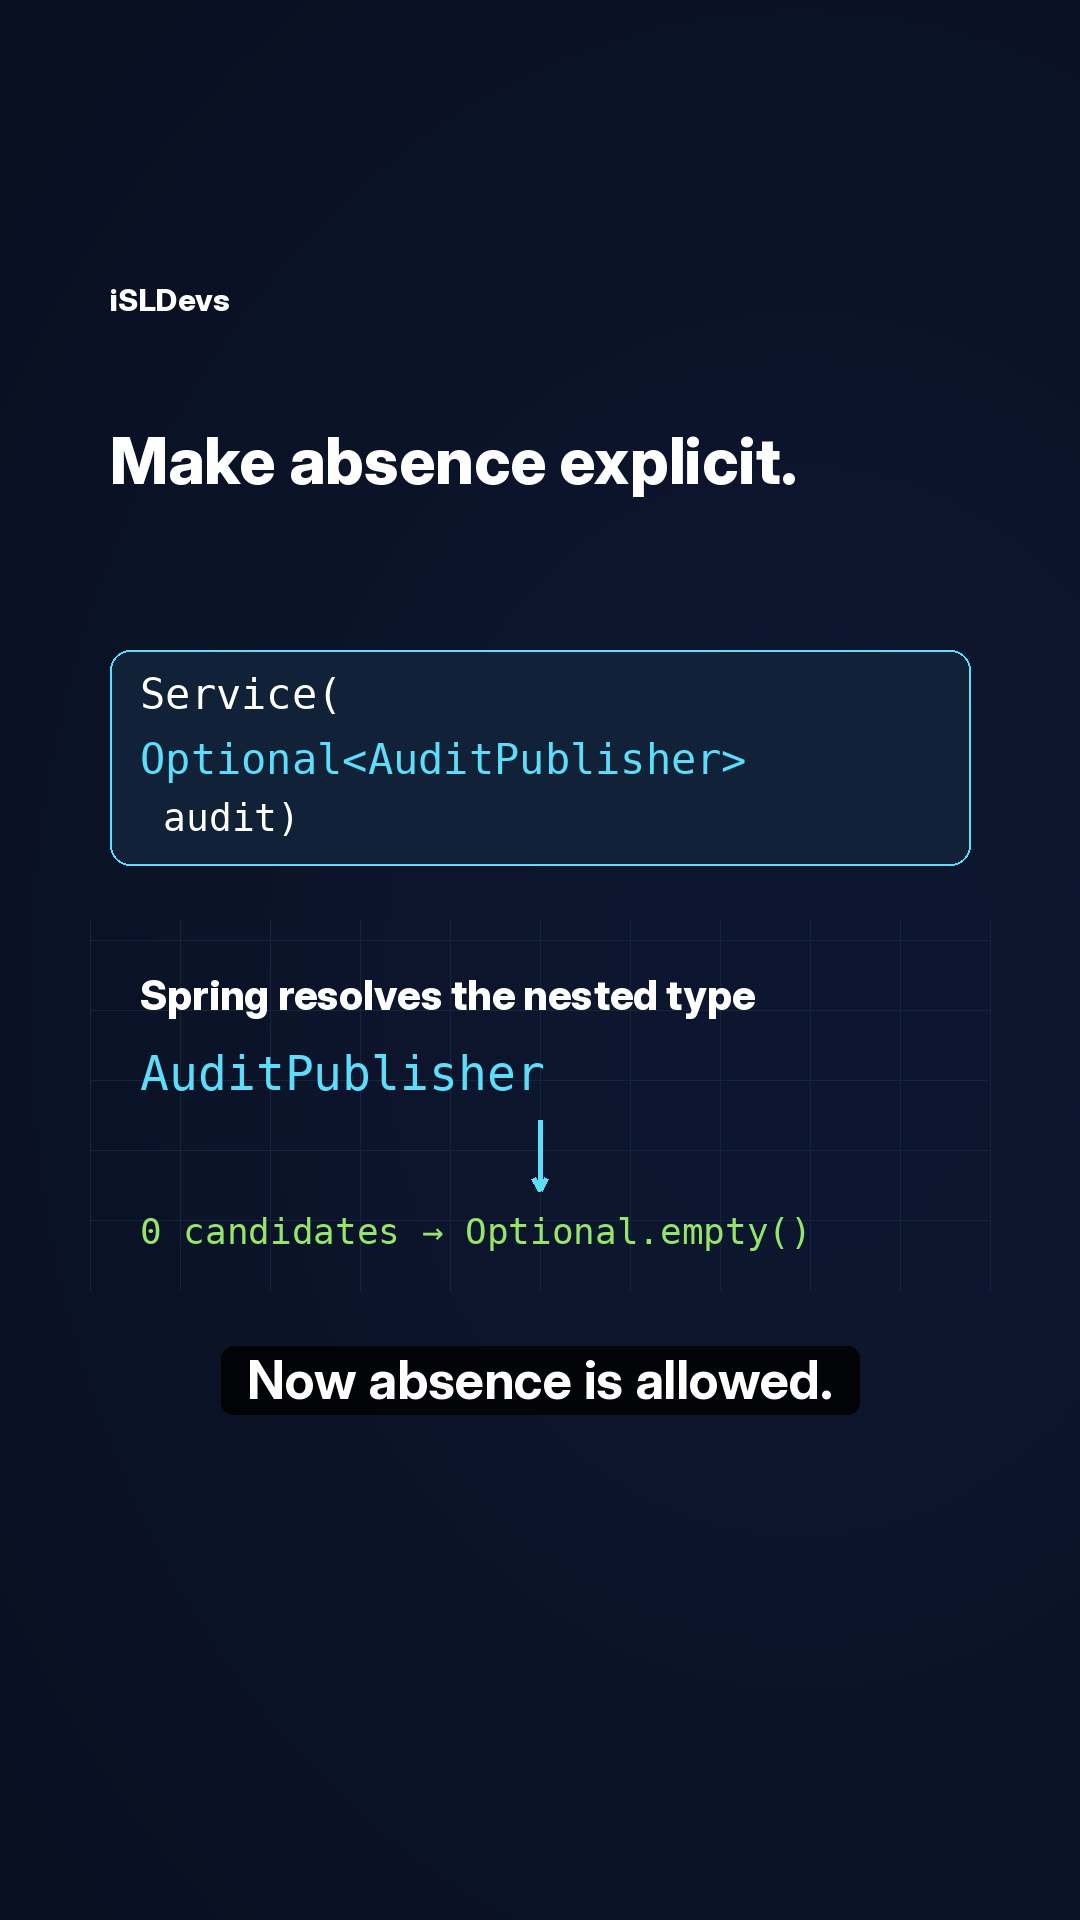 iSLDevs
Make absence explicit.
Service(
Optional<AuditPublisher>
audit)
Spring resolves the nested type
AuditPublisher
0 candidates → Optional.empty()
Now absence is allowed.